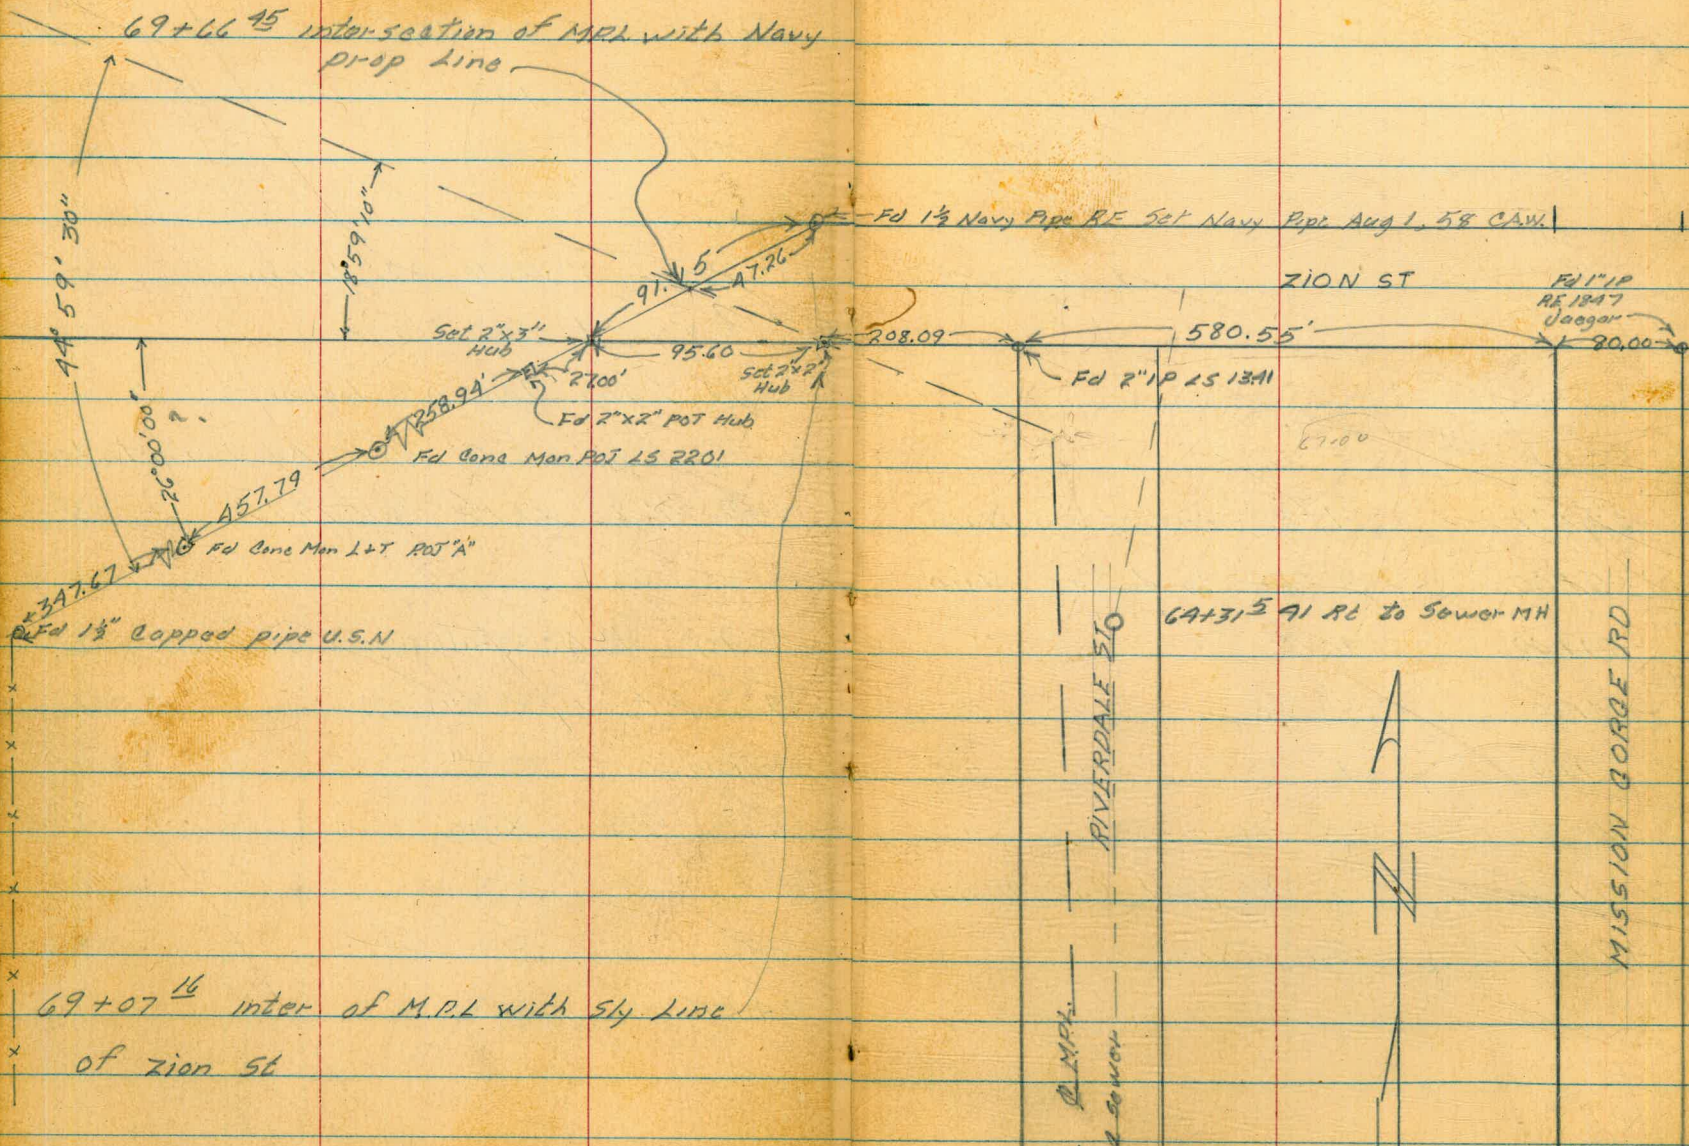 69+66 45 intersection of MPL with Navy
prop Line
44° 59' 30"
18°59'10"
26°00'00"
?
Fd 1½ Navy Pipe RE Set Navy Pipe Aug 1, 58 C.A.W.
91.5
47.26
ZION ST
Fd 1" IP
RE 1847
Jaeger
Set 2"x3"
Hub
95.60
208.09
580.55'
80.00
27.00'
Set 2"x2"
Hub
Fd 2" IP LS 1341
258.94'
Fd 2"x2" POT Hub
Fd Conc Mon POT LS 2201
67.00
457.79
Fd Conc Mon L&T POT "A"
347.67
Fd 1½" Capped pipe U.S.N
64+31 5 41 Rt to Sewer MH
RIVERDALE ST
MISSION GORGE RD
N
69+07 16 inter of M.P.L with Sly Line
of Zion St
MPL
Sewer